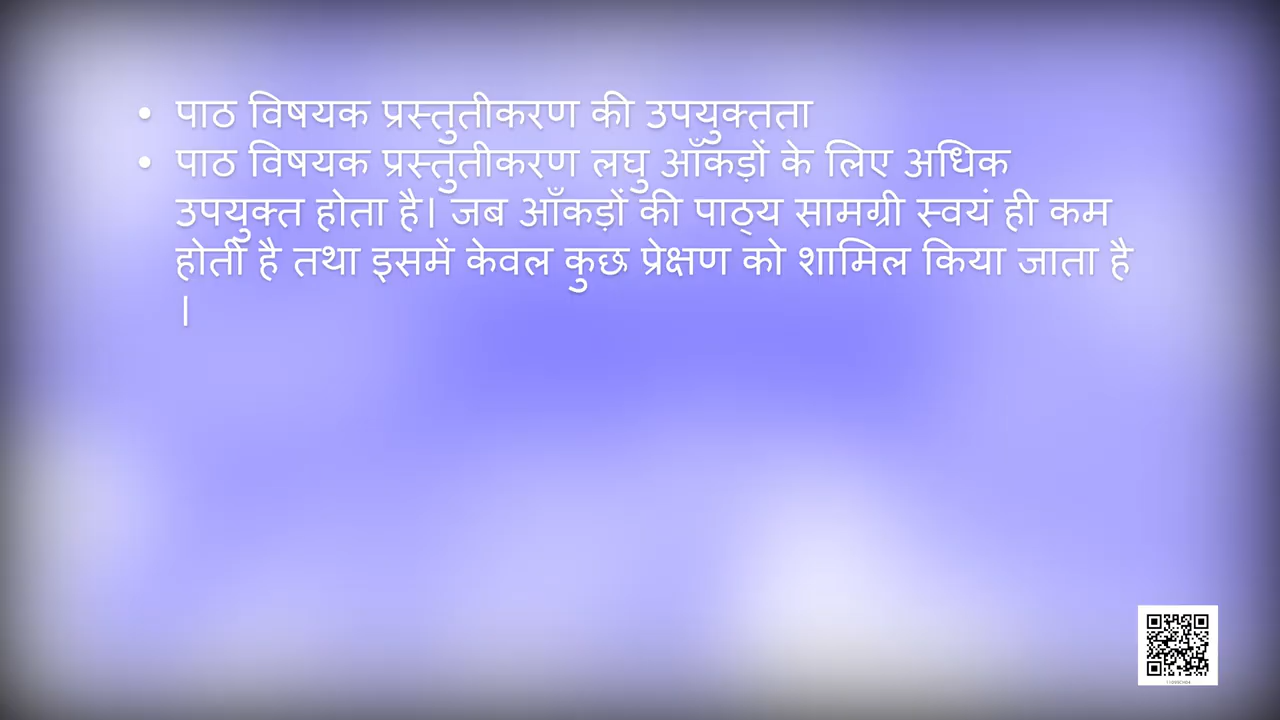 • पाठ विषयक प्रस्तुतीकरण की उपयुक्तता
• पाठ विषयक प्रस्तुतीकरण लघु आँकड़ों के लिए अधिक
उपयुक्त होता है। जब आँकड़ों की पाठ्य सामग्री स्वयं ही कम
होती है तथा इसमें केवल कुछ प्रेक्षण को शामिल किया जाता है
।